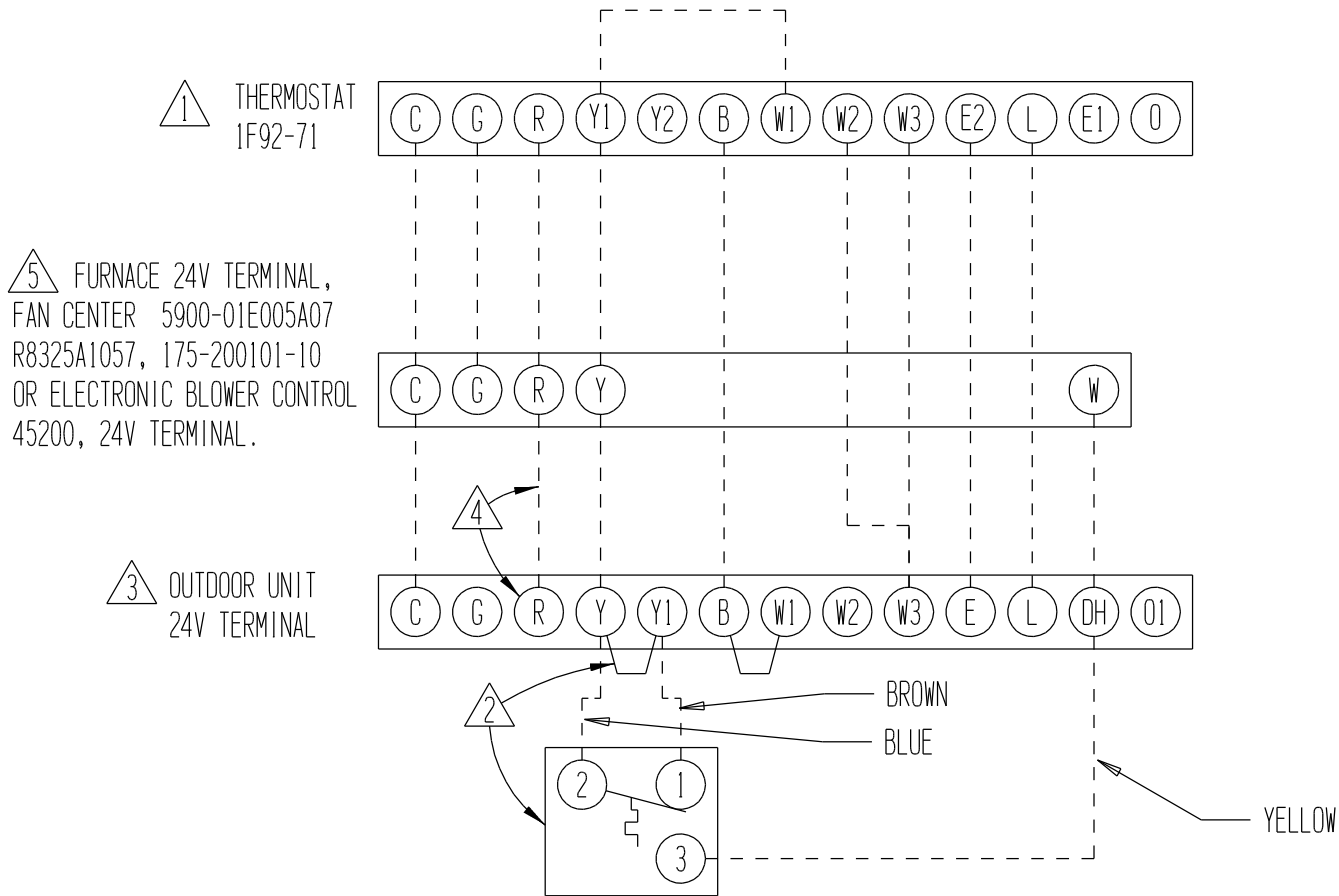 1 THERMOSTAT
1F92-71
C G R Y1 Y2 B W1 W2 W3 E2 L E1 O
5 FURNACE 24V TERMINAL,
FAN CENTER 5900-01E005A07
R8325A1057, 175-200101-10
OR ELECTRONIC BLOWER CONTROL
45200, 24V TERMINAL.
C G R Y W
4
3 OUTDOOR UNIT
24V TERMINAL
C G R Y Y1 B W1 W2 W3 E L DH O1
2
BROWN
BLUE
2 1
3
YELLOW